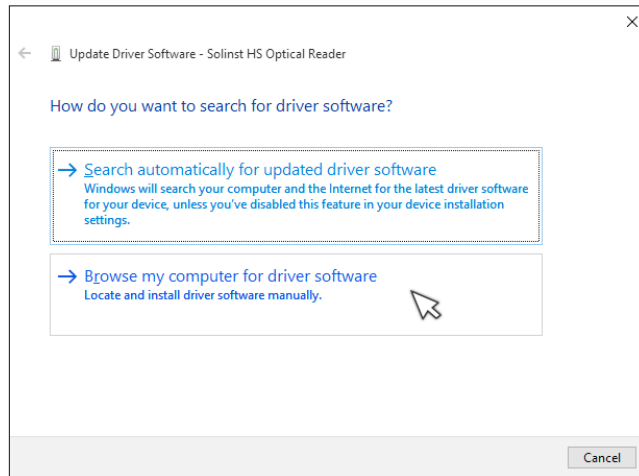 Update Driver Software - Solinst HS Optical Reader
How do you want to search for driver software?
Search automatically for updated driver software
Windows will search your computer and the Internet for the latest driver software
for your device, unless you've disabled this feature in your device installation
settings.
Browse my computer for driver software
Locate and install driver software manually.
Cancel